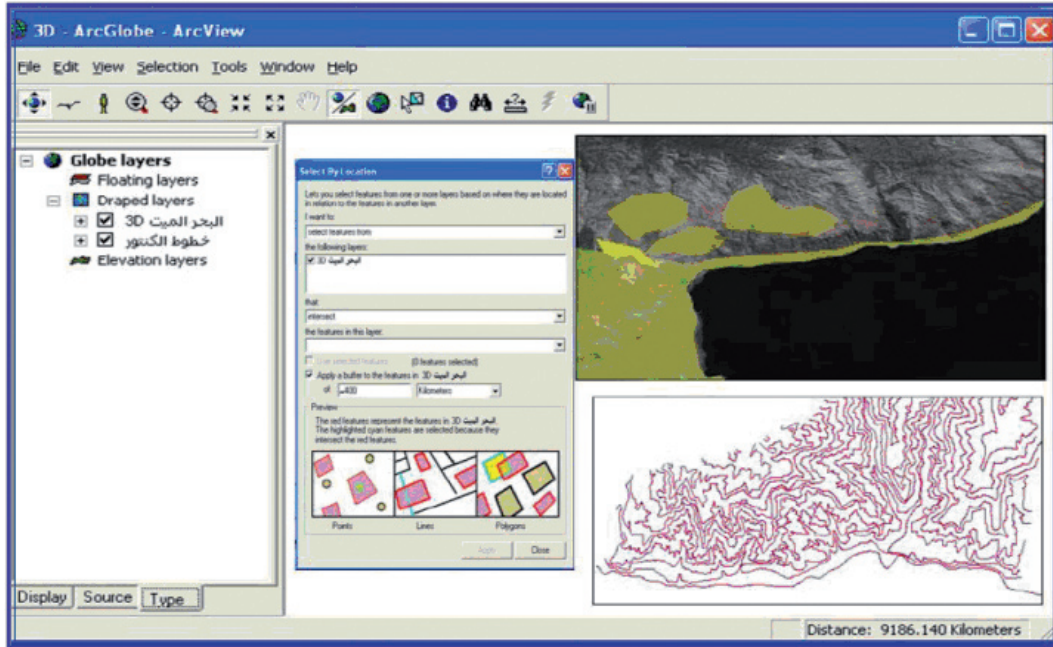 3D - ArcGlobe - ArcView
File Edit View Selection Tools Window Help
Globe layers
Floating layers
Draped layers
البحر الميت 3D
خطوط الكنتور
Elevation layers
Display Source Type
Select By Location
Lets you select features from one or more layers based on where they are located
in relation to the features in another layer.
I want to:
select features from
the following layers:
البحر الميت 3D
that:
intersect
the features in this layer:
Use selected features (0 features selected)
Apply a buffer to the features in 3D البحر الميت
of: 400م Kilometers
Preview
The red features represent the features in 3D البحر الميت.
The highlighted cyan features are selected because they
intersect the red features.
Points Lines Polygons
Apply Close
Distance: 9186.140 Kilometers